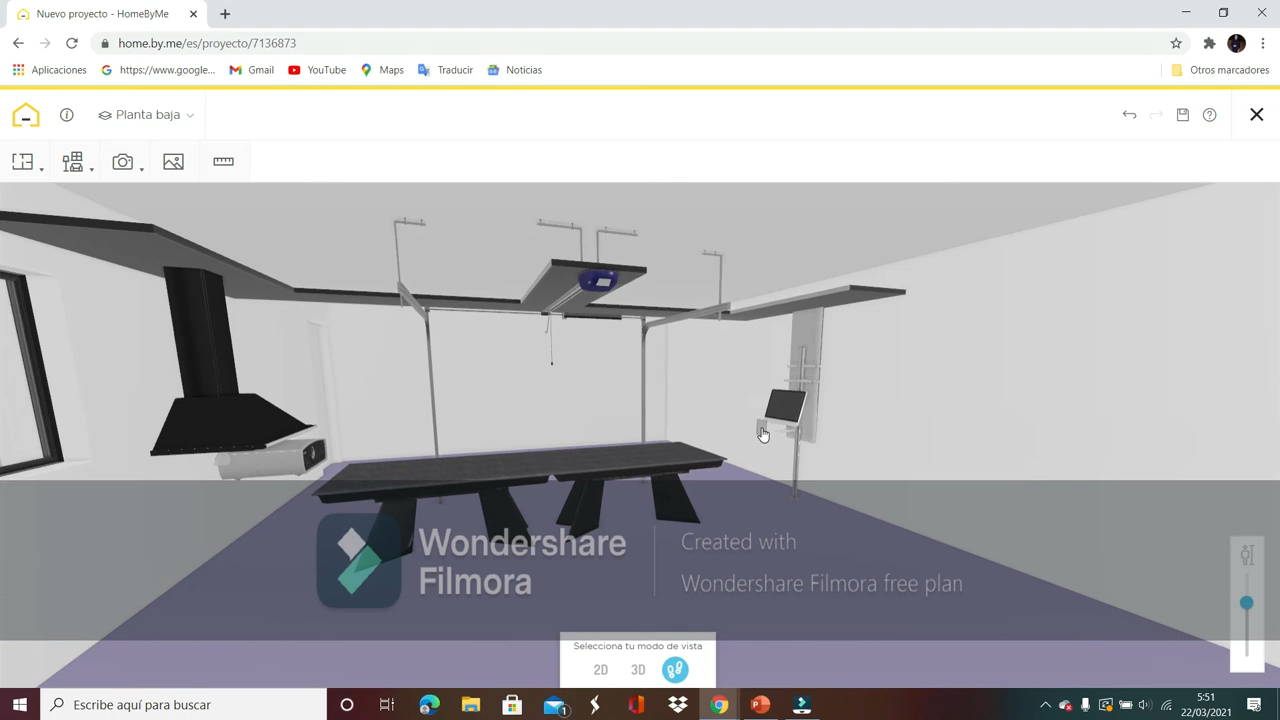 Nuevo proyecto - HomeByMe
home.by.me/es/proyecto/7136873
Aplicaciones
https://www.google...
Gmail
YouTube
Maps
Traducir
Noticias
Otros marcadores
Planta baja
Wondershare
Filmora
Created with
Wondershare Filmora free plan
Selecciona tu modo de vista
2D
3D
Escribe aquí para buscar
1
5:51
22/03/2021